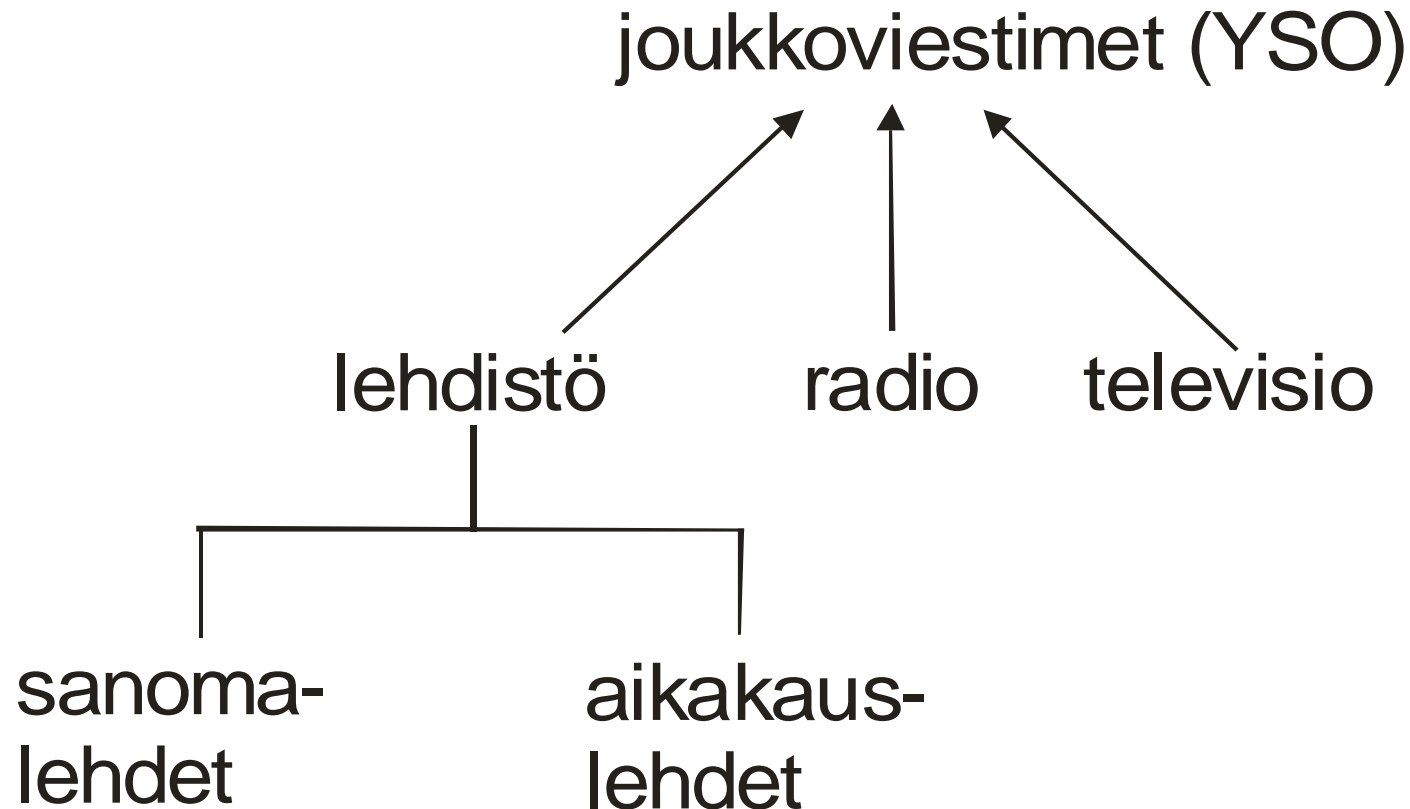 joukkoviestimet (YSO)
lehdistö radio televisio
sanoma- aikakaus-
lehdet lehdet